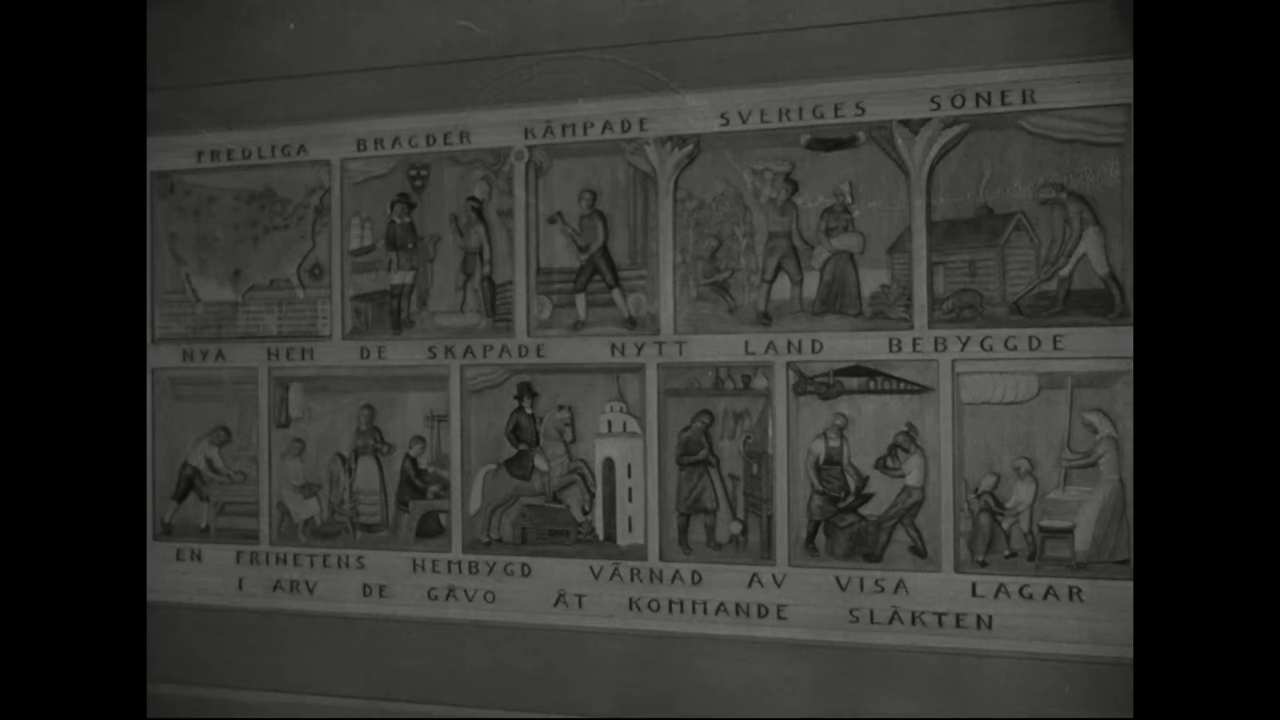 FREDLIGA BRAGDER KÄMPADE SVERIGES SÖNER
NYA HEM DE SKAPADE NYTT LAND BEBYGGDE
EN FRIHETENS HEMBYGD VÄRNAD AV VISA LAGAR
I ARV DE GÅVO ÅT KOMMANDE SLÄKTEN